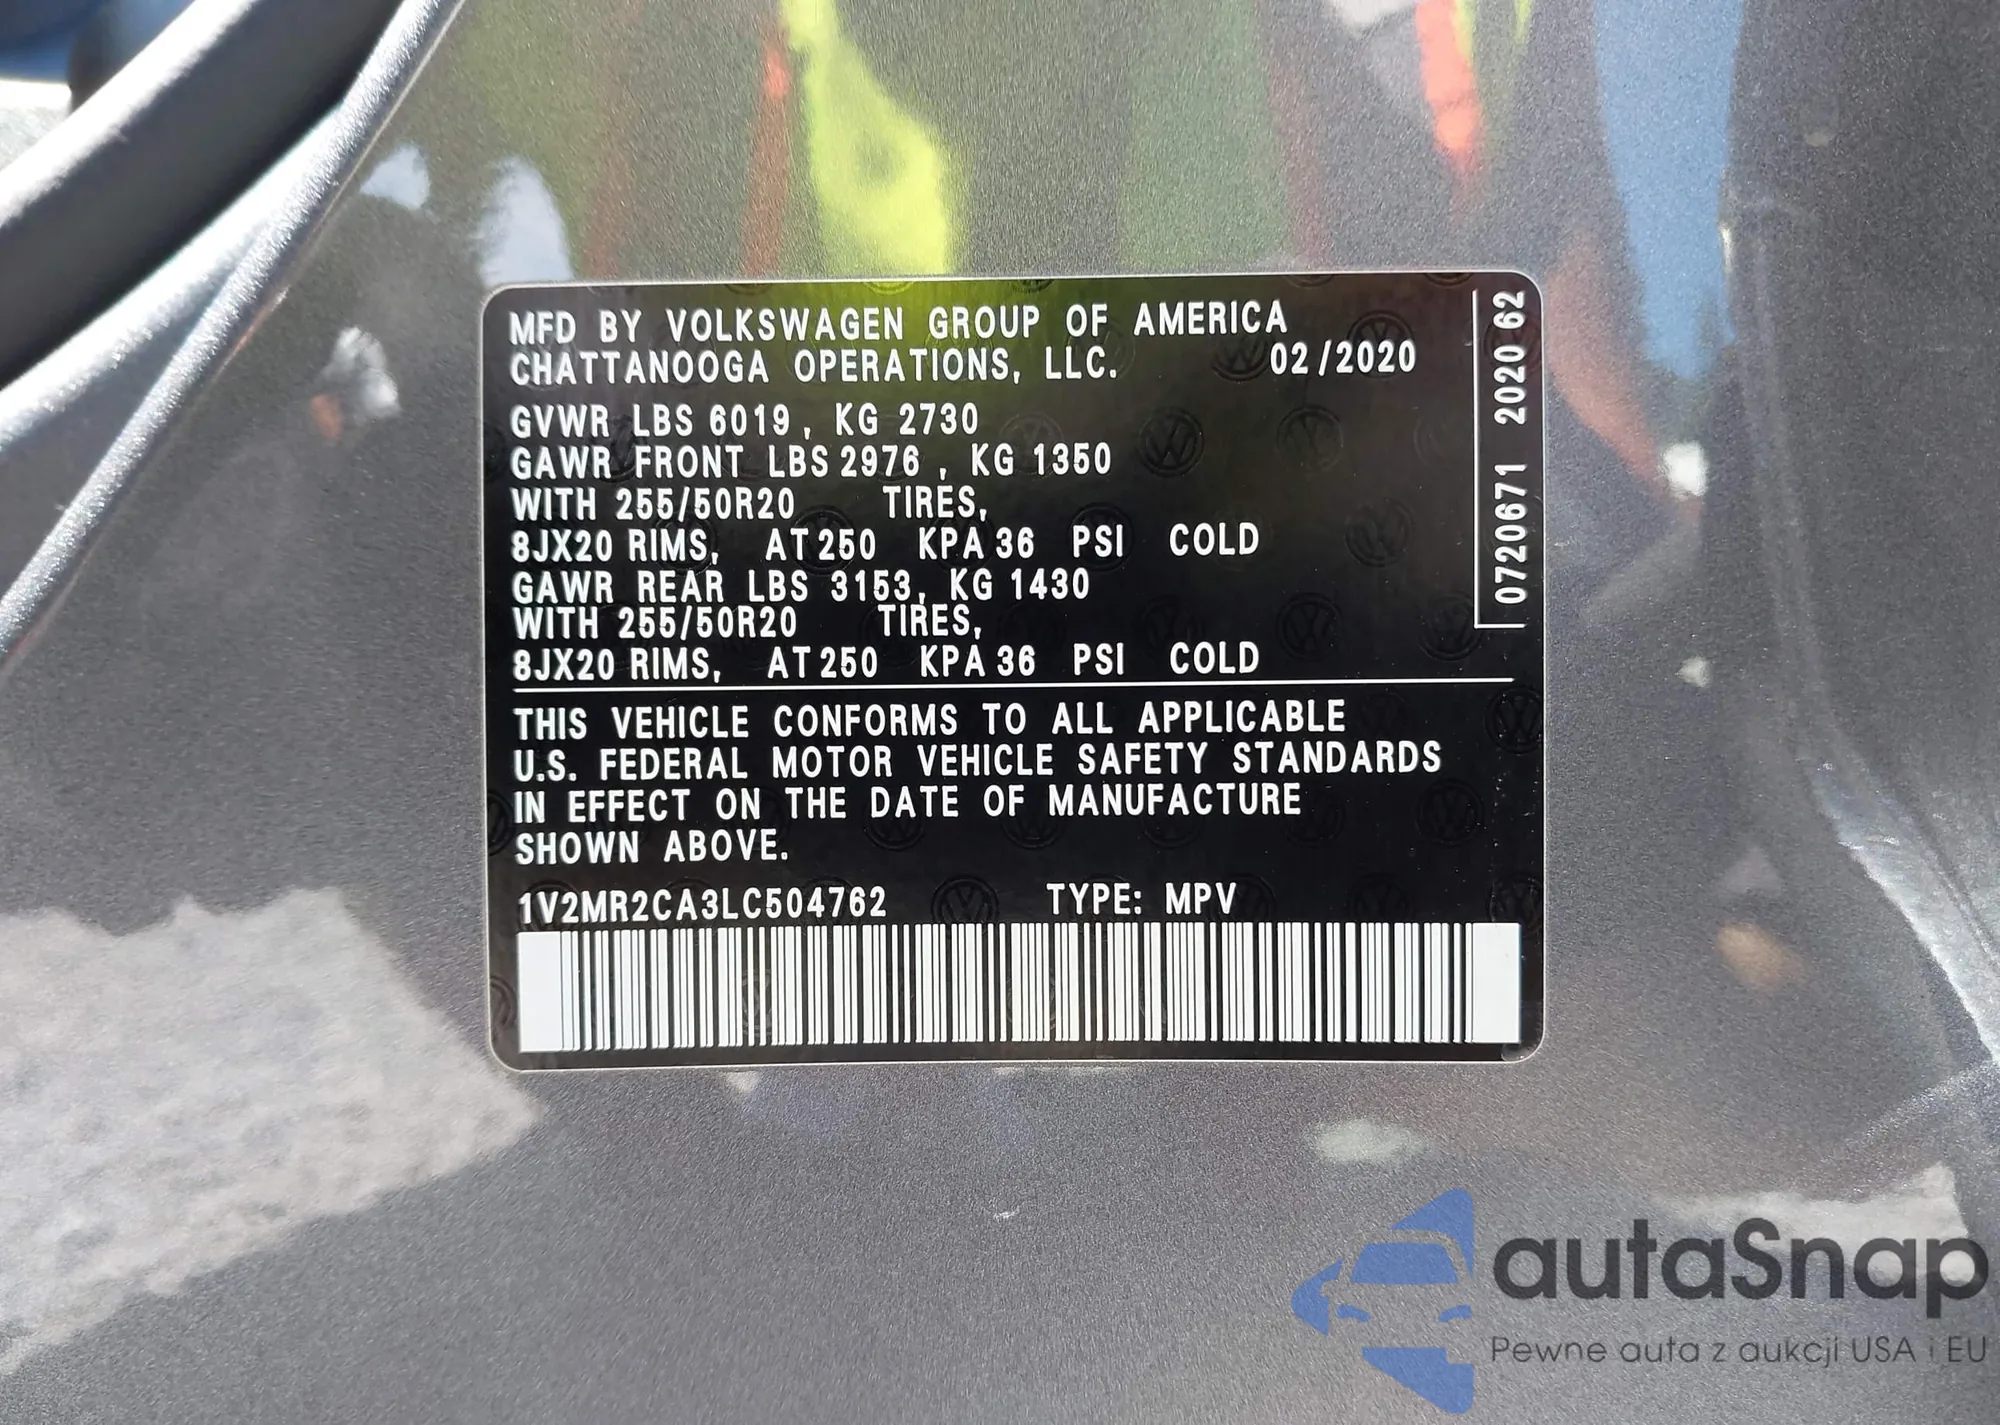 MFD BY VOLKSWAGEN GROUP OF AMERICA
CHATTANOOGA OPERATIONS, LLC. 02/2020
GVWR LBS 6019, KG 2730
GAWR FRONT LBS 2976, KG 1350
WITH 255/50R20 TIRES,
8JX20 RIMS, AT 250 KPA 36 PSI COLD
GAWR REAR LBS 3153, KG 1430
WITH 255/50R20 TIRES,
8JX20 RIMS, AT 250 KPA 36 PSI COLD
THIS VEHICLE CONFORMS TO ALL APPLICABLE
U.S. FEDERAL MOTOR VEHICLE SAFETY STANDARDS
IN EFFECT ON THE DATE OF MANUFACTURE
SHOWN ABOVE.
1V2MR2CA3LC504762 TYPE: MPV
0720671 2020 62
autaSnap
Pewne auta z aukcji USA i EU